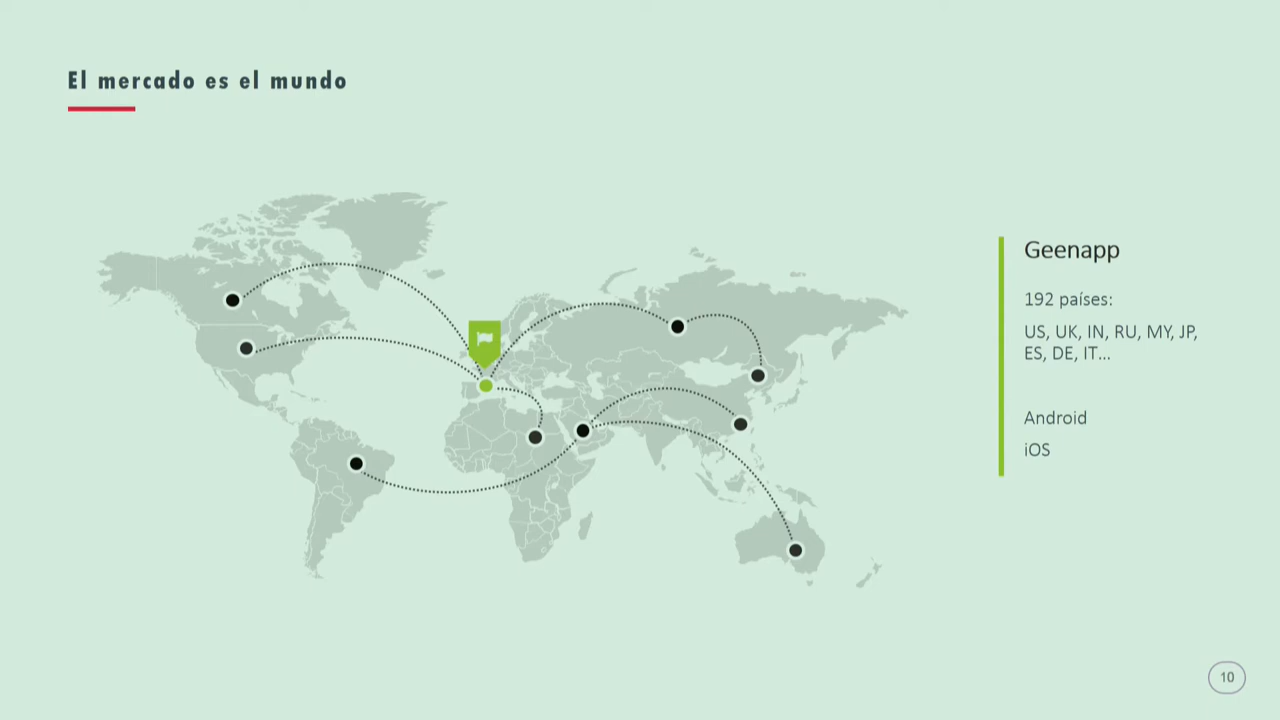 El mercado es el mundo
Geenapp
192 países:
US, UK, IN, RU, MY, JP,
ES, DE, IT...
Android
iOS
10